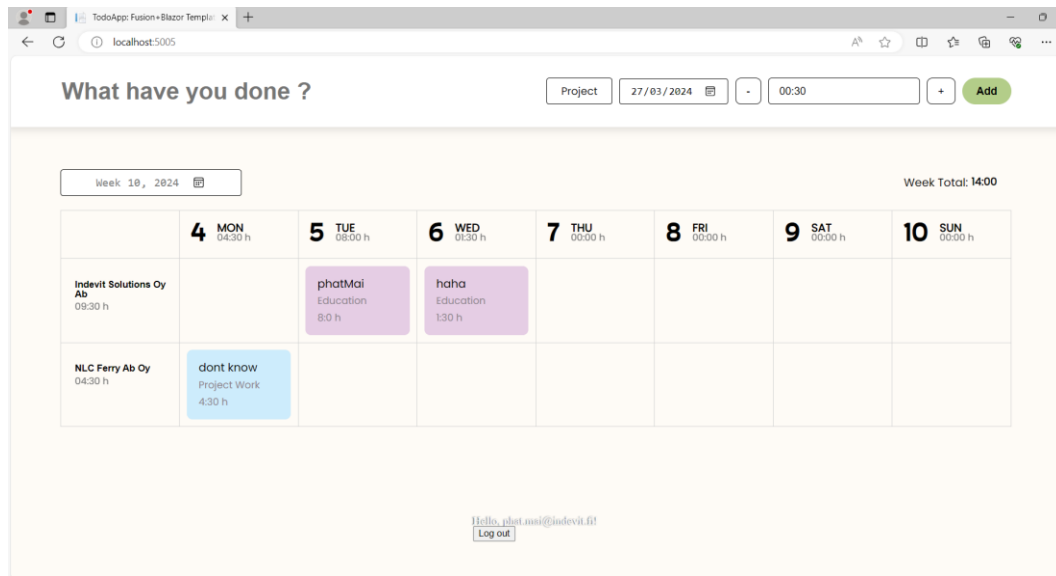 TodoApp: Fusion+Blazor Templat
localhost:5005
What have you done ?
Project
27/03/2024
-
00:30
+
Add
Week 10, 2024
Week Total: 14:00
4 MON 04:30 h
5 TUE 08:00 h
6 WED 01:30 h
7 THU 00:00 h
8 FRI 00:00 h
9 SAT 00:00 h
10 SUN 00:00 h
Indevit Solutions Oy
Ab
09:30 h
phatMai
Education
8:0 h
haha
Education
1:30 h
NLC Ferry Ab Oy
04:30 h
dont know
Project Work
4:30 h
Hello, phat.mai@indevit.fi!
Log out